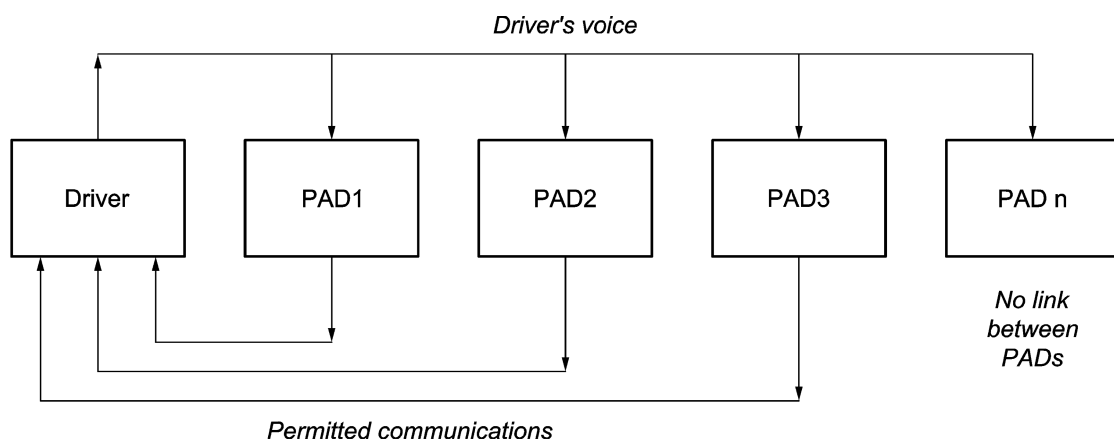 Driver's voice
Driver
PAD1
PAD2
PAD3
PAD n
No link
between
PADs
Permitted communications